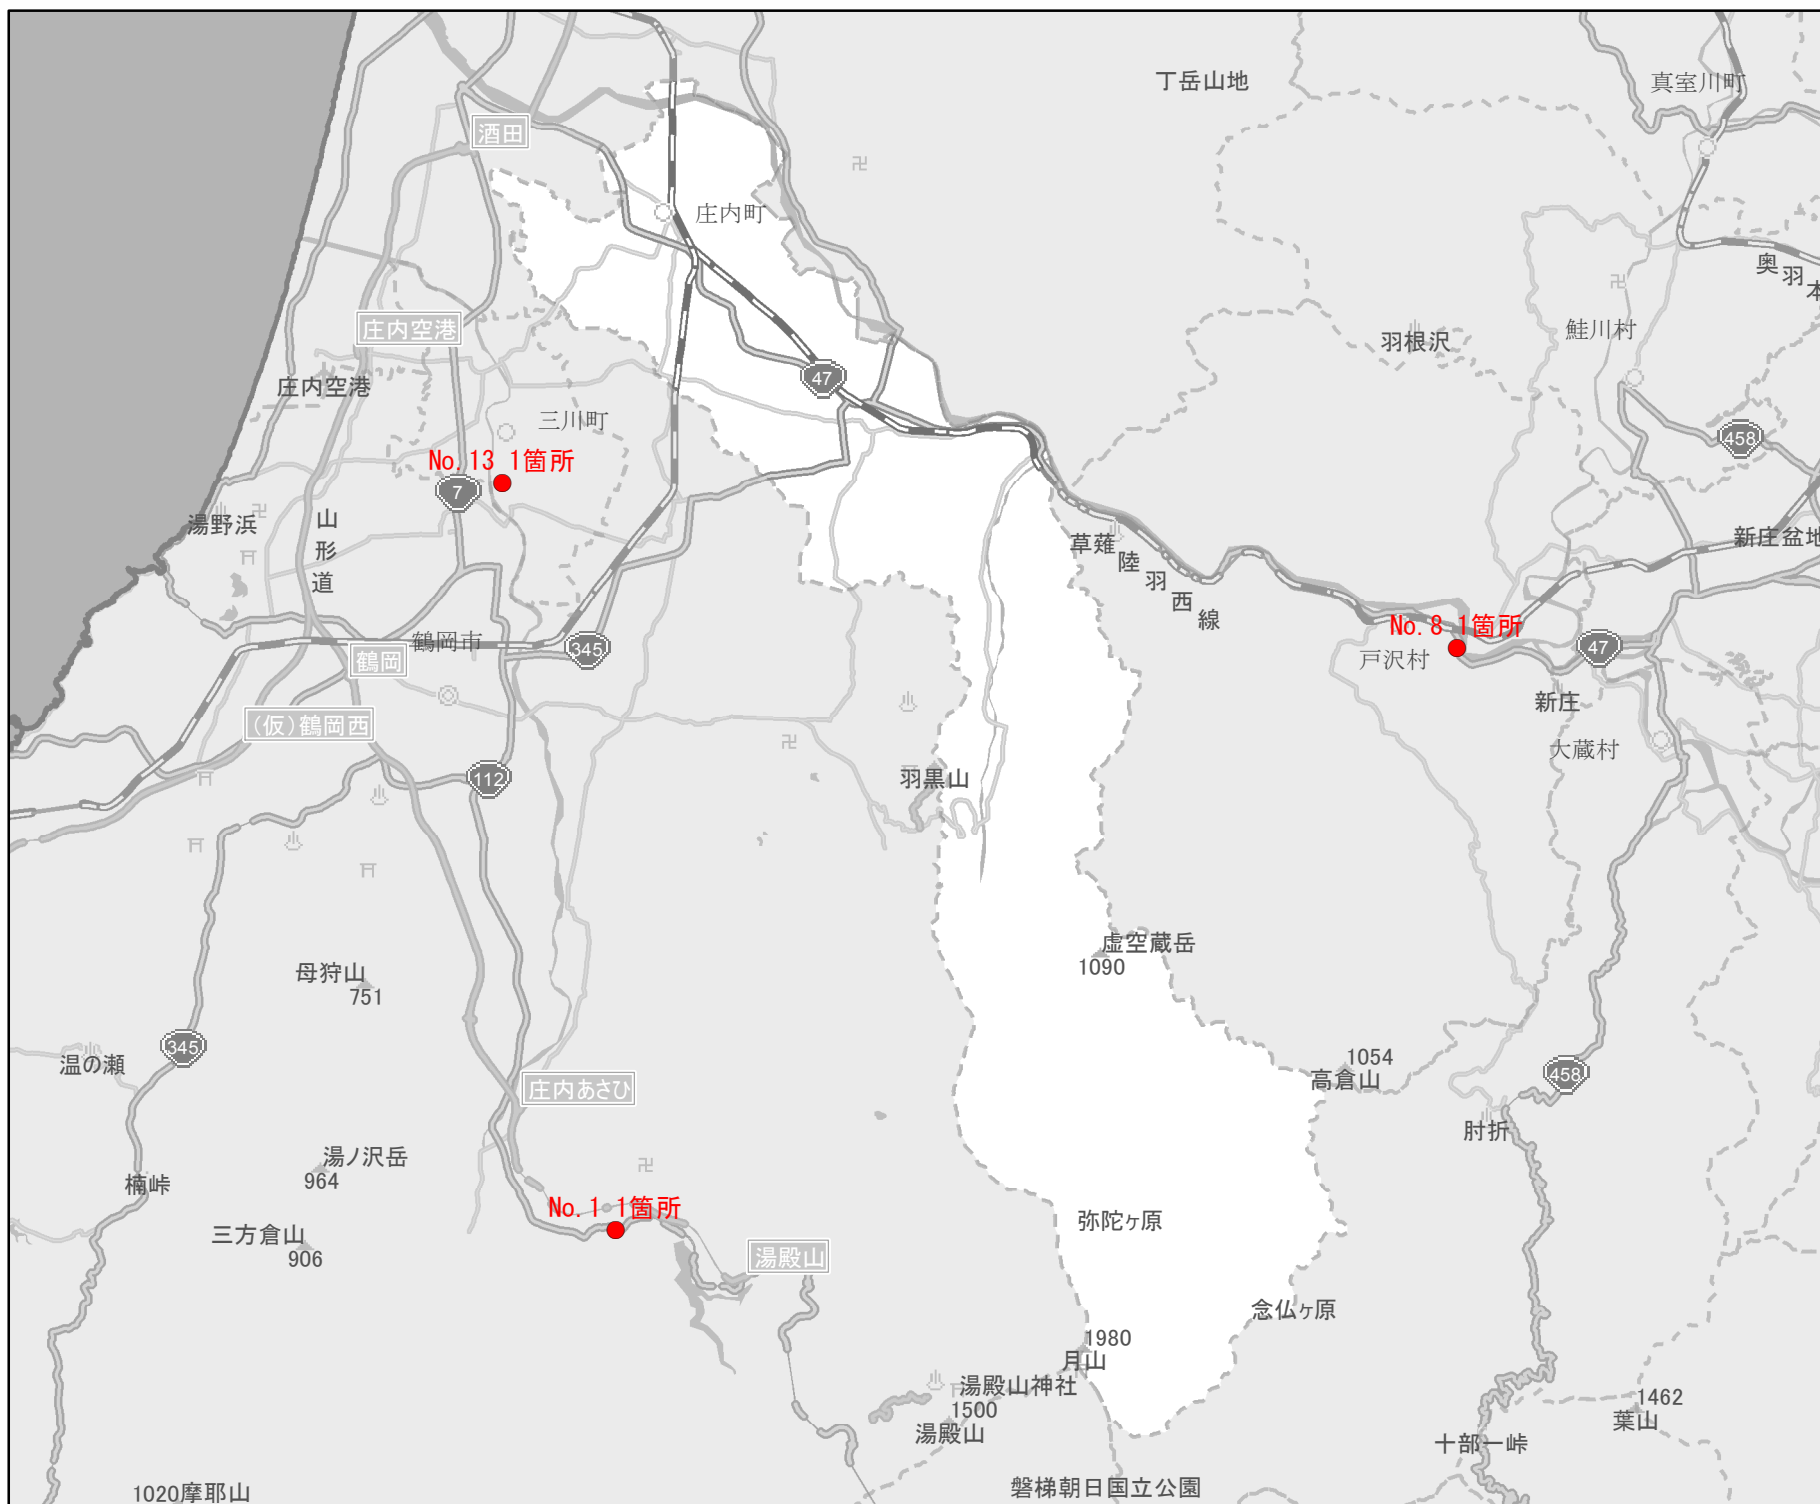 丁岳山地
真室川町
酒田
庄内町
奥羽本
庄内空港
羽根沢
鮭川村
庄内空港
47
三川町
458
No.13 1箇所
7
湯野浜
山形道
草薙
新庄盆地
陸羽西線
No.8 1箇所
鶴岡市
345
47
鶴岡
戸沢村
新庄
(仮)鶴岡西
大蔵村
112
羽黒山
虚空蔵岳
1090
母狩山
751
345
温の瀬
1054
高倉山
458
庄内あさひ
肘折
湯ノ沢岳
964
楠峠
No.1 1箇所
弥陀ヶ原
三方倉山
906
湯殿山
念仏ヶ原
1980
月山
湯殿山神社
1500
湯殿山
1462
葉山
十部一峠
磐梯朝日国立公園
1020摩耶山